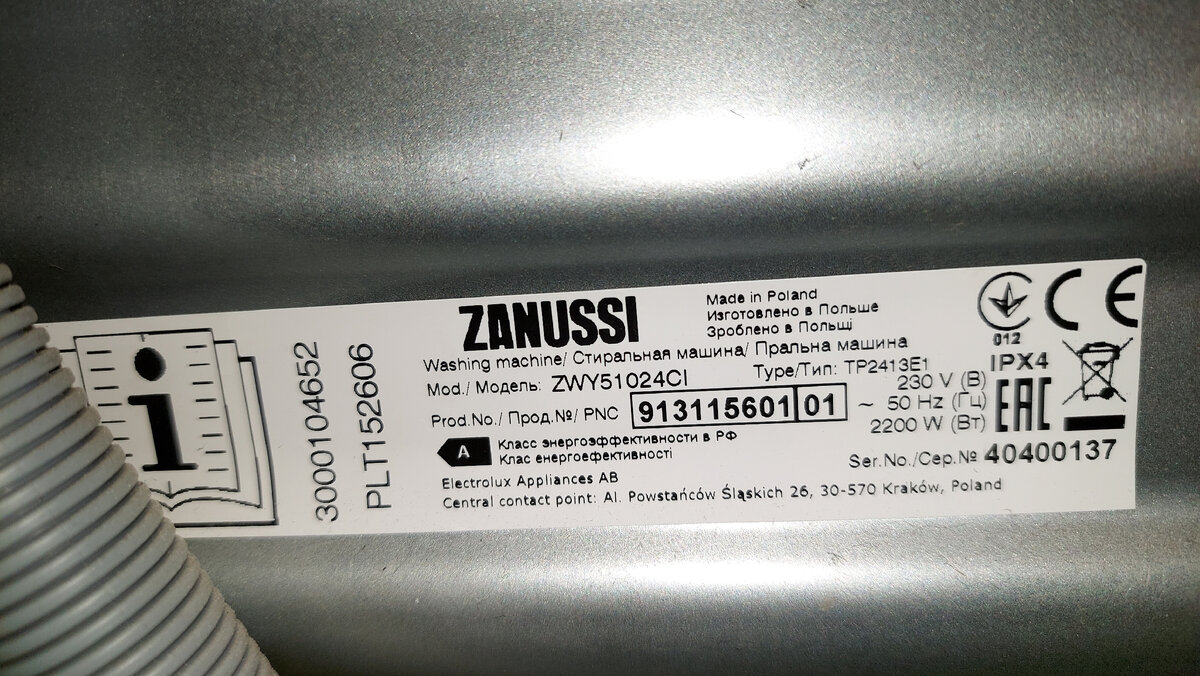 ZANUSSI
Made in Poland
Изготовлено в Польше
Зроблено в Польщі
Washing machine/ Стиральная машина/ Пральна машина
Mod./ Модель: ZWY51024CI
Type/Тип: TP2413E1
Prod.No./ Прод.№/ PNC 913115601 01
~ 230 V (В)
50 Hz (Гц)
2200 W (Вт)
A Класс энергоэффективности в РФ
Клас енергоефективності
Ser.No./Сер.№ 40400137
Electrolux Appliances AB
Central contact point: Al. Powstańców Śląskich 26, 30-570 Kraków, Poland
3000104652
PLT152606
i
012
CE
IPX4
EAC